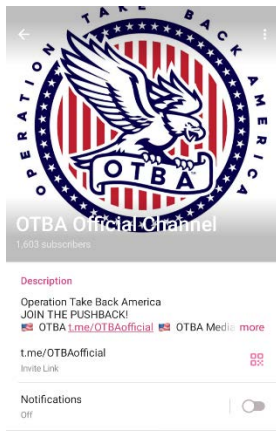 OPERATION TAKE BACK AMERICA
OTBA
OTBA Official Channel
1,603 subscribers
Description
Operation Take Back America
JOIN THE PUSHBACK!
🇺🇸 OTBA t.me/OTBAofficial 🇺🇸 OTBA Media more
t.me/OTBAofficial
Invite Link
Notifications
Off